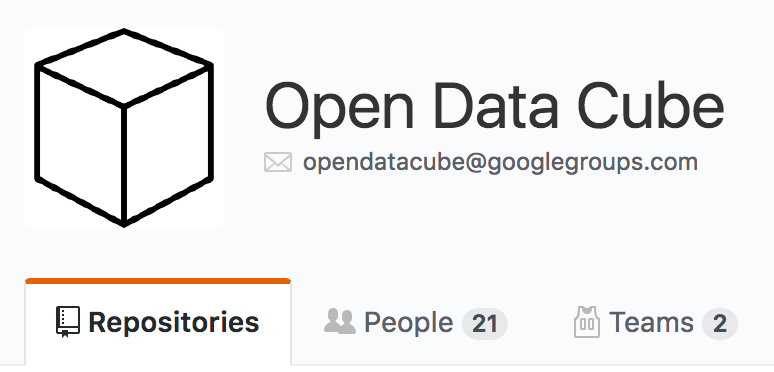 Open Data Cube
opendatacube@googlegroups.com
Repositories People 21 Teams 2